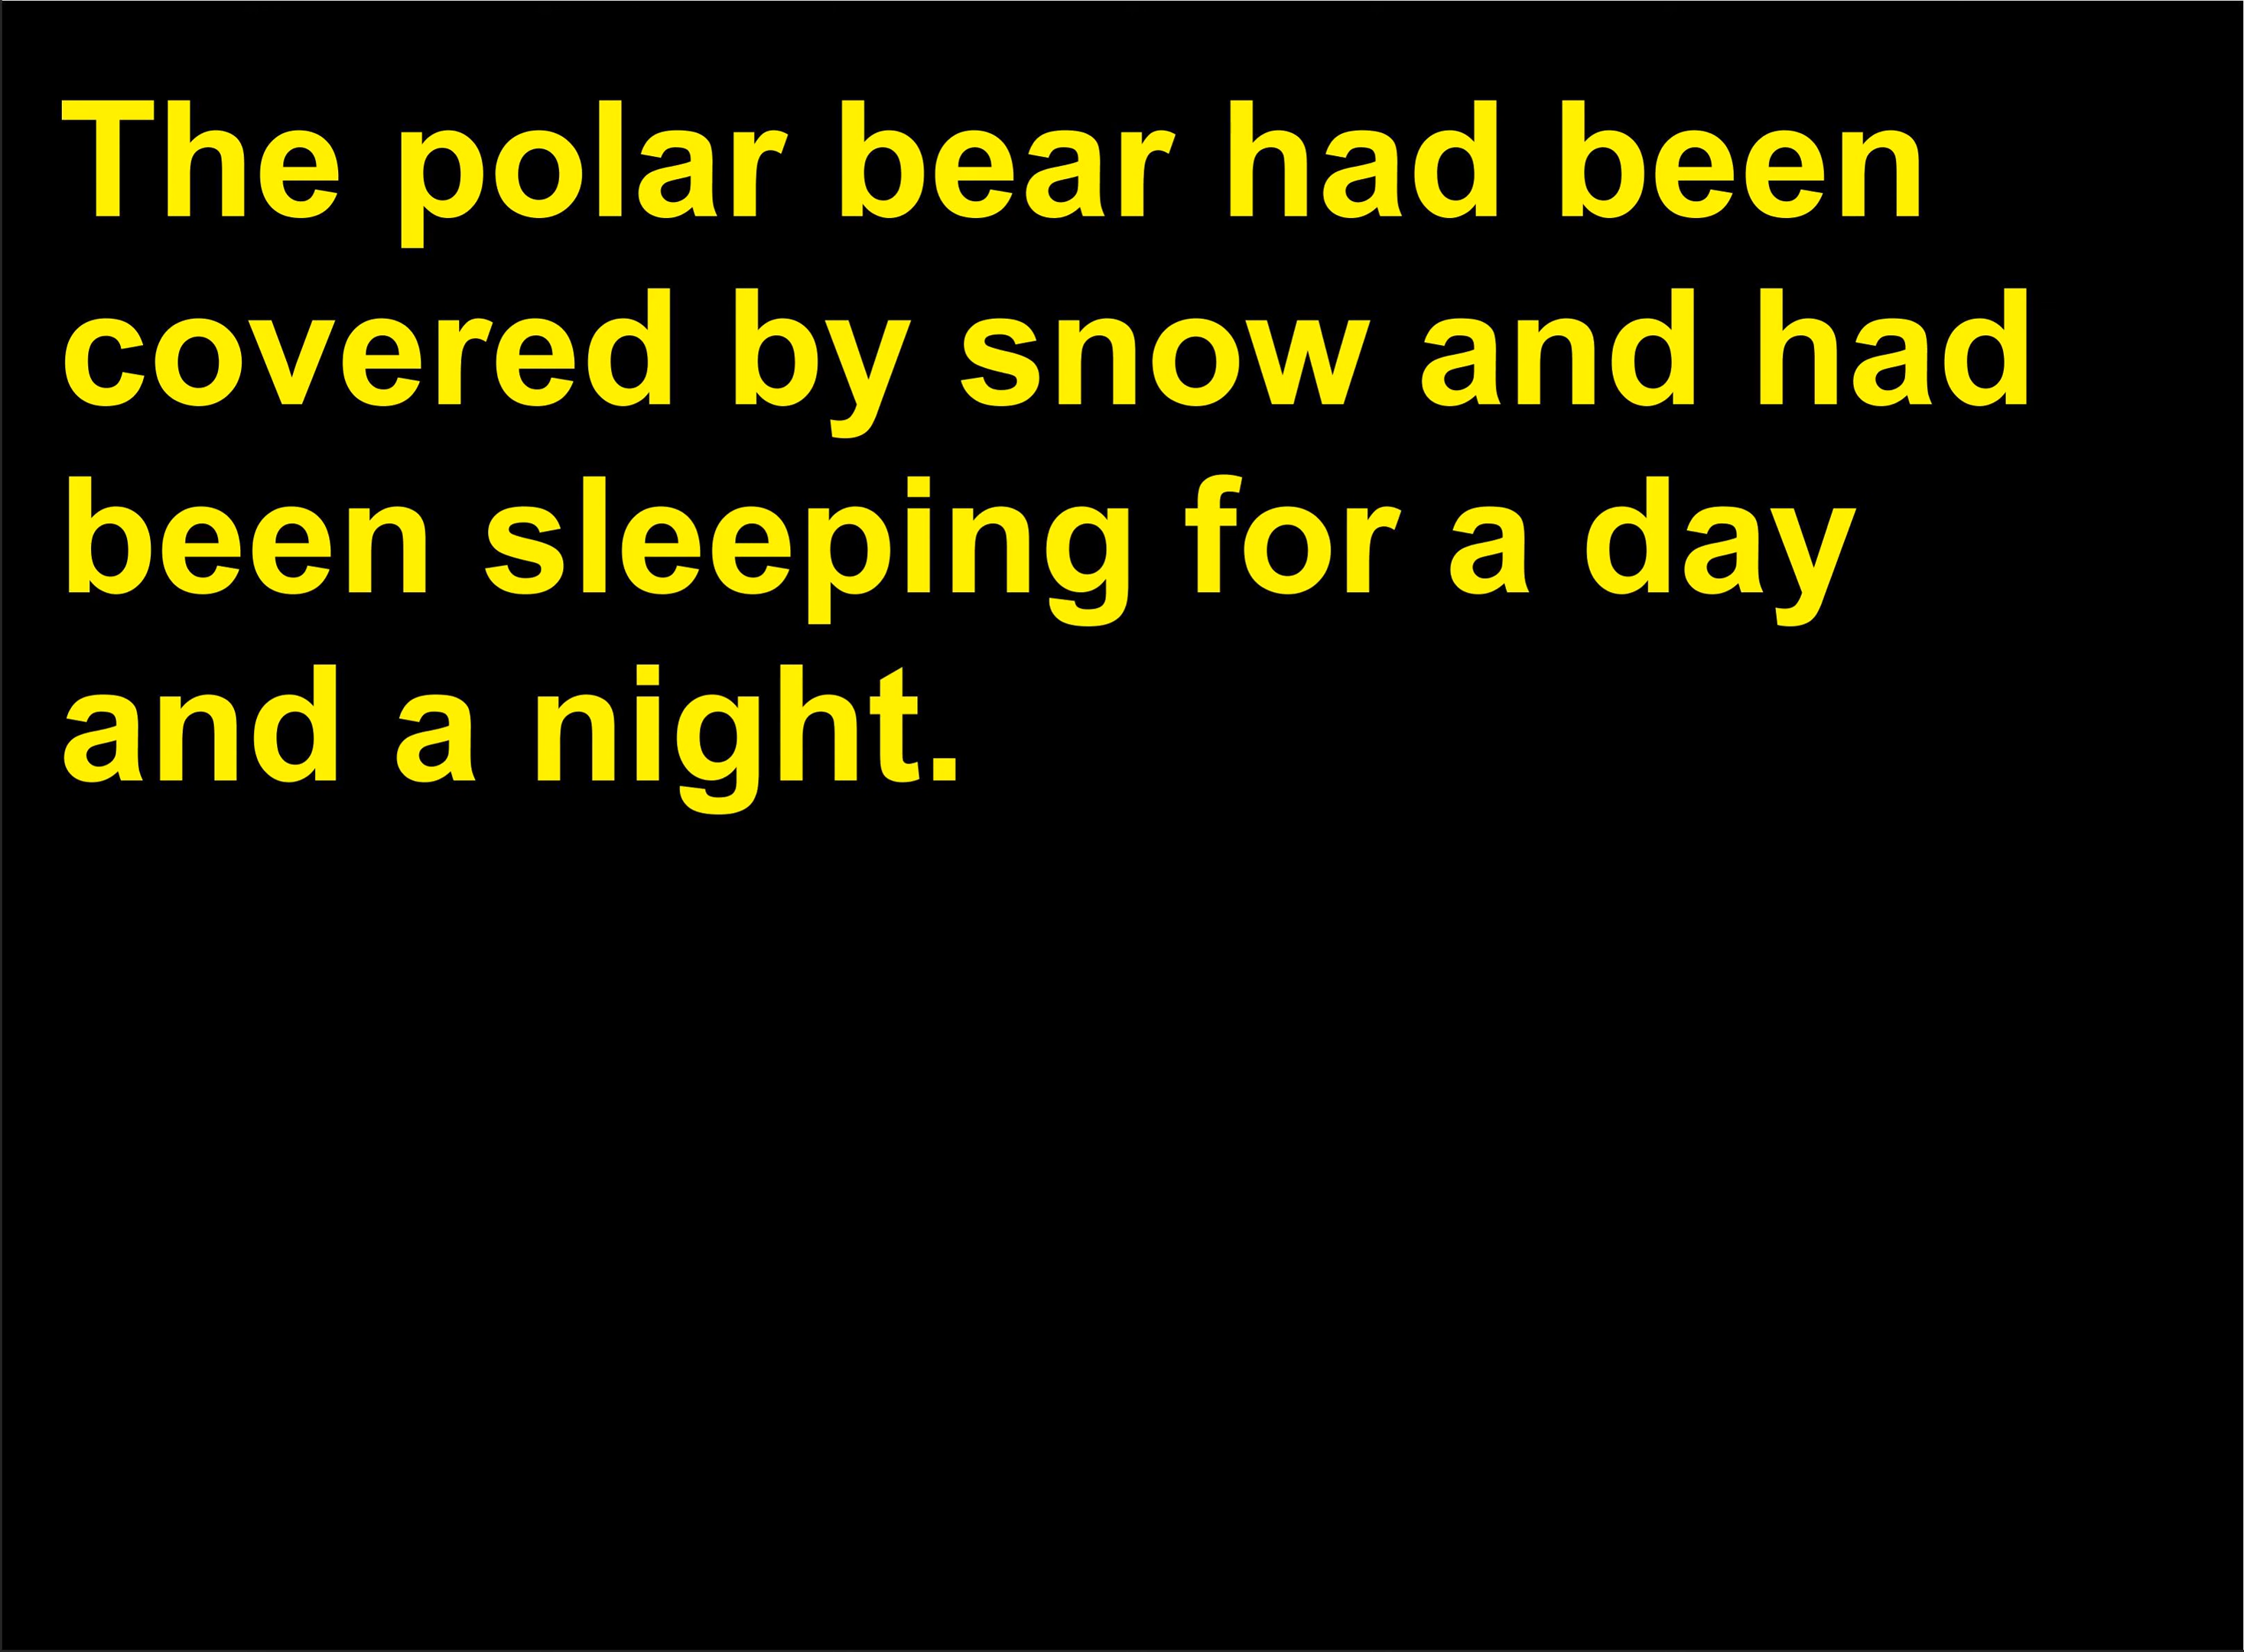 The polar bear had been
covered by snow and had
been sleeping for a day
and a night.